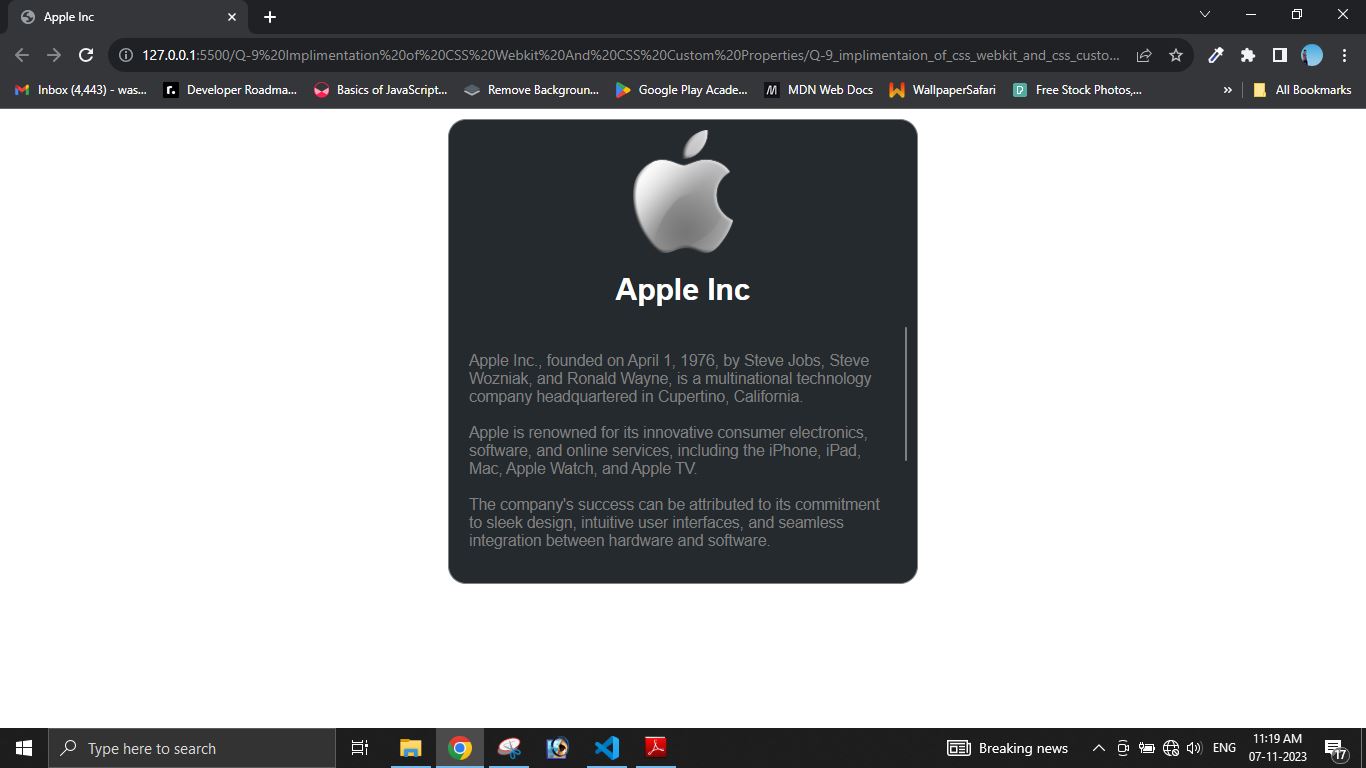 Apple Inc
127.0.0.1:5500/Q-9%20Implimentation%20of%20CSS%20Webkit%20And%20CSS%20Custom%20Properties/Q-9_implimentaion_of_css_webkit_and_css_custo...
Inbox (4,443) - was...
Developer Roadma...
Basics of JavaScript...
Remove Backgroun...
Google Play Acade...
MDN Web Docs
WallpaperSafari
Free Stock Photos,...
»
All Bookmarks
Apple Inc
Apple Inc., founded on April 1, 1976, by Steve Jobs, Steve
Wozniak, and Ronald Wayne, is a multinational technology
company headquartered in Cupertino, California.
Apple is renowned for its innovative consumer electronics,
software, and online services, including the iPhone, iPad,
Mac, Apple Watch, and Apple TV.
The company's success can be attributed to its commitment
to sleek design, intuitive user interfaces, and seamless
integration between hardware and software.
Type here to search
Breaking news
ENG
11:19 AM
07-11-2023
17